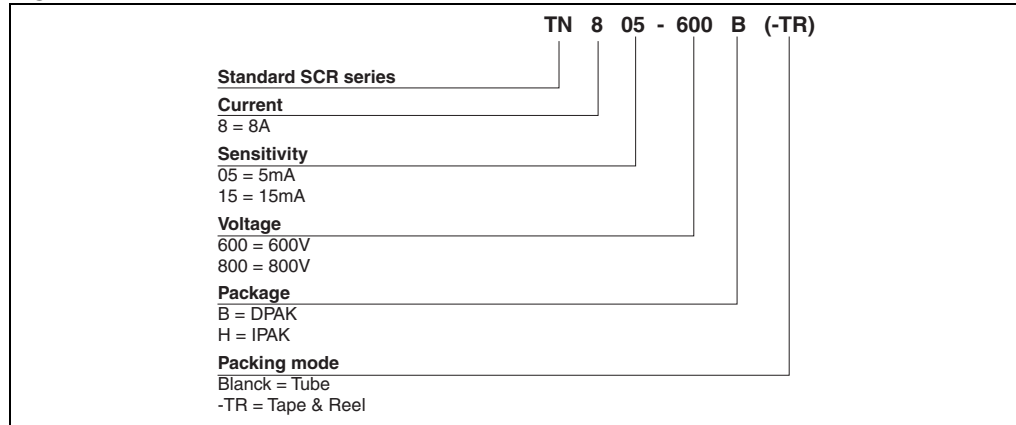 TN 8 05 - 600 B (-TR)
Standard SCR series
Current
8 = 8A
Sensitivity
05 = 5mA
15 = 15mA
Voltage
600 = 600V
800 = 800V
Package
B = DPAK
H = IPAK
Packing mode
Blanck = Tube
-TR = Tape & Reel